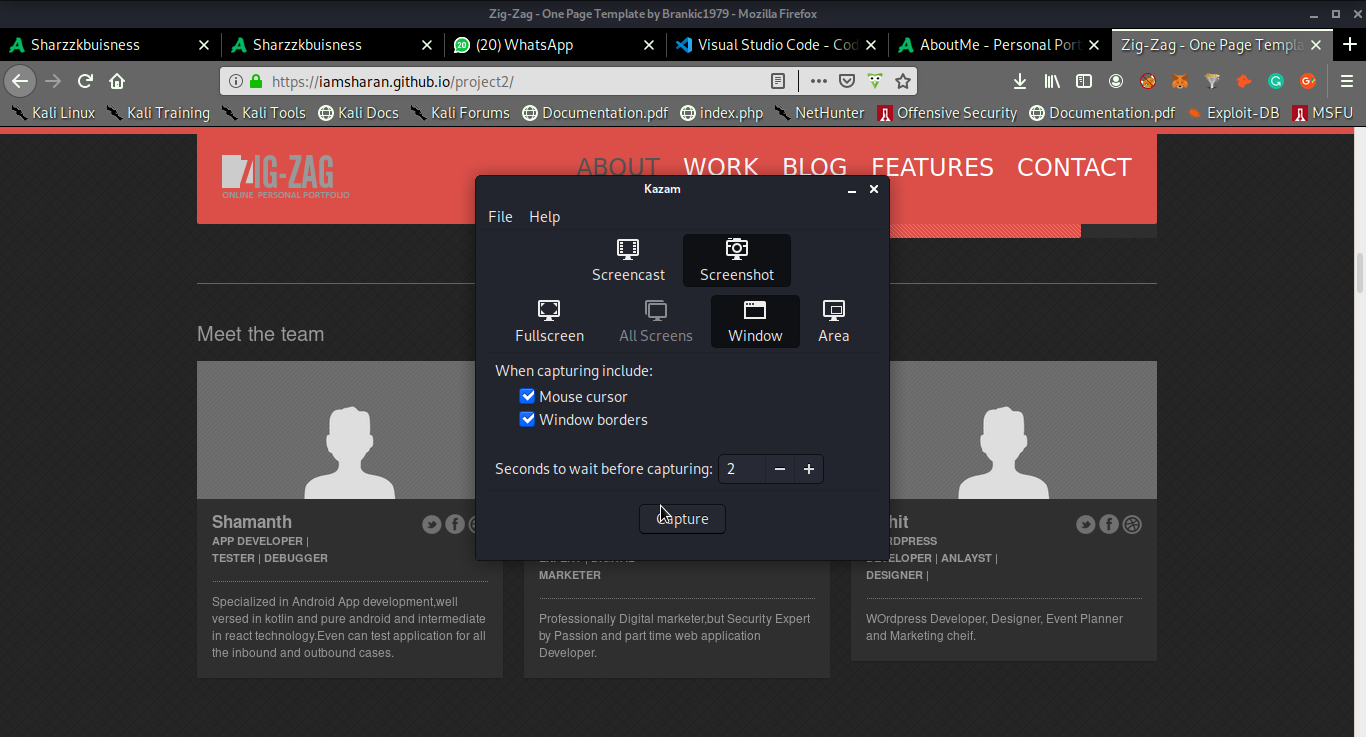 Zig-Zag - One Page Template by Brankic1979 - Mozilla Firefox
Sharzzkbuisness
Sharzzkbuisness
20
(20) WhatsApp
Visual Studio Code - Cod
AboutMe - Personal Port
Zig-Zag - One Page Templa
https://iamsharan.github.io/project2/
Kali Linux
Kali Training
Kali Tools
Kali Docs
Kali Forums
Documentation.pdf
index.php
NetHunter
Offensive Security
Documentation.pdf
Exploit-DB
MSFU
ZIG-ZAG
ONLINE PERSONAL PORTFOLIO
ABOUT WORK BLOG FEATURES CONTACT
Kazam
File Help
Screencast Screenshot
Fullscreen All Screens Window Area
When capturing include:
Mouse cursor
Window borders
Seconds to wait before capturing: 2 − +
Capture
Meet the team
Shamanth
APP DEVELOPER |
TESTER | DEBUGGER
Specialized in Android App development,well
versed in kotlin and pure android and intermediate
in react technology.Even can test application for all
the inbound and outbound cases.
MARKETER
Professionally Digital marketer,but Security Expert
by Passion and part time web application
Developer.
hit
RDPRESS
DEVELOPER | ANLAYST |
DESIGNER |
WOrdpress Developer, Designer, Event Planner
and Marketing cheif.